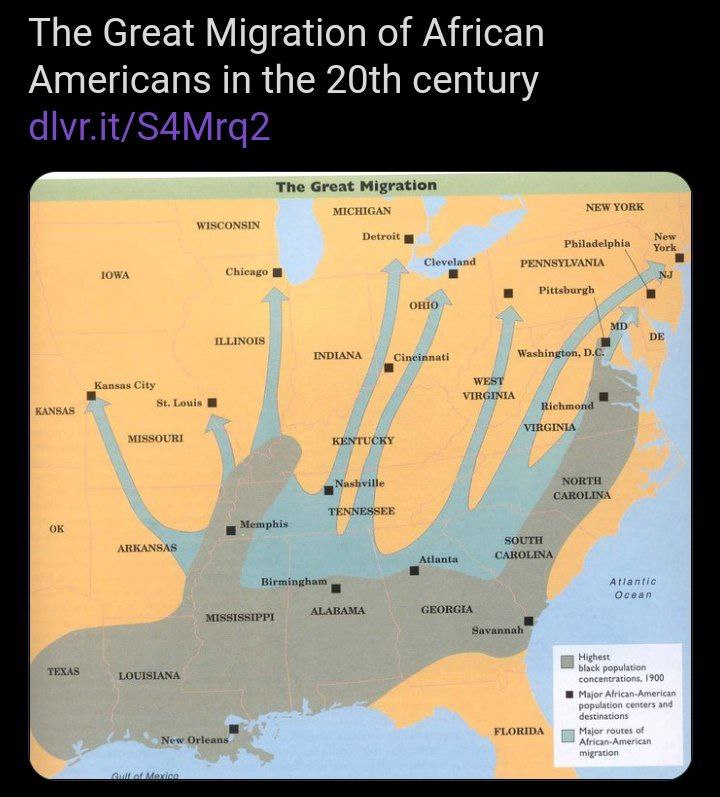 The Great Migration of African
Americans in the 20th century
dlvr.it/S4Mrq2
The Great Migration
WISCONSIN
MICHIGAN
NEW YORK
Detroit
Philadelphia
New
York
IOWA
Chicago
Cleveland
PENNSYLVANIA
NJ
Pittsburgh
OHIO
MD
DE
ILLINOIS
INDIANA
Cincinnati
Washington, D.C.
Kansas City
WEST
VIRGINIA
St. Louis
KANSAS
Richmond
VIRGINIA
MISSOURI
KENTUCKY
Nashville
NORTH
CAROLINA
TENNESSEE
OK
Memphis
ARKANSAS
SOUTH
CAROLINA
Atlanta
Birmingham
Atlantic
Ocean
MISSISSIPPI
ALABAMA
GEORGIA
Savannah
TEXAS
LOUISIANA
New Orleans
FLORIDA
Gulf of Mexico
Highest
black population
concentrations, 1900
Major African-American
population centers and
destinations
Major routes of
African-American
migration